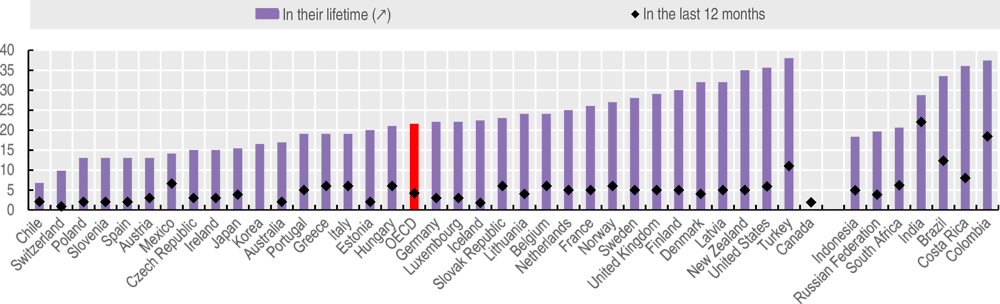 In their lifetime (↗)
In the last 12 months
40
35
30
25
20
15
10
5
0
Chile
Switzerland
Poland
Slovenia
Spain
Austria
Mexico
Czech Republic
Ireland
Japan
Korea
Australia
Portugal
Greece
Italy
Estonia
Hungary
OECD
Germany
Luxembourg
Iceland
Slovak Republic
Lithuania
Belgium
Netherlands
France
Norway
Sweden
United Kingdom
Finland
Denmark
Latvia
New Zealand
United States
Turkey
Canada
Indonesia
Russian Federation
South Africa
India
Brazil
Costa Rica
Colombia